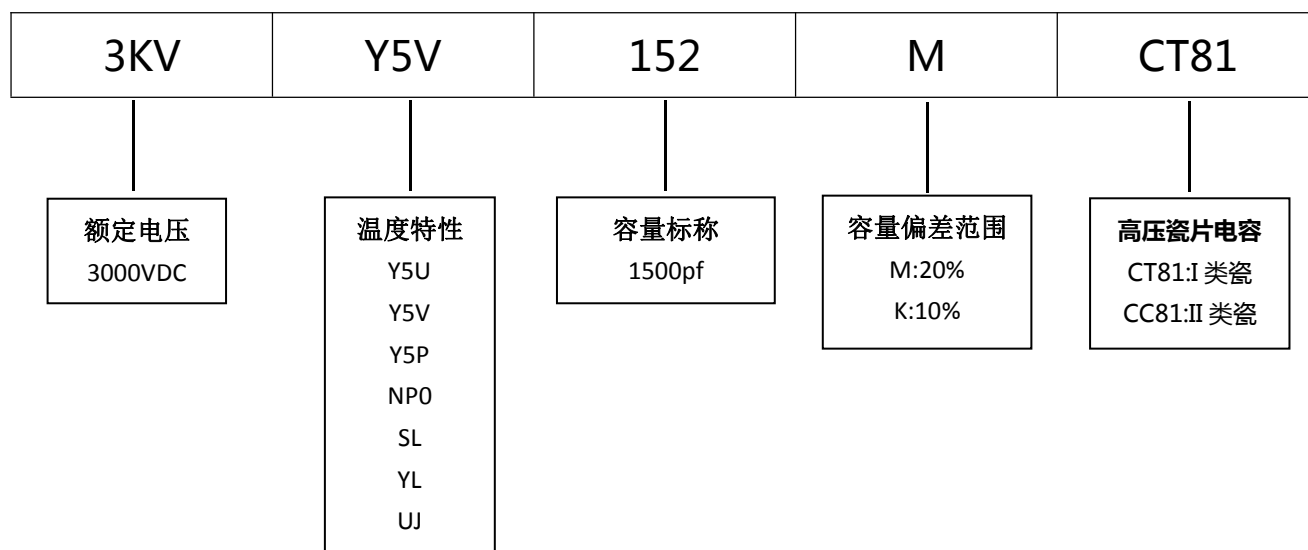 3KV
Y5V
152
M
CT81
额定电压
3000VDC
温度特性
Y5U
Y5V
Y5P
NP0
SL
YL
UJ
容量标称
1500pf
容量偏差范围
M:20%
K:10%
高压瓷片电容
CT81:I 类瓷
CC81:II 类瓷